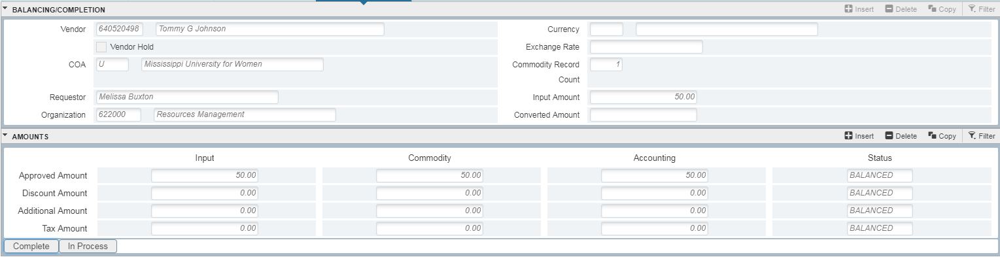 BALANCING/COMPLETION Insert Delete Copy Filter
Vendor 640520498 Tommy G Johnson Currency
Vendor Hold Exchange Rate
COA U Mississippi University for Women Commodity Record 1
Count
Requestor Melissa Buxton Input Amount 50.00
Organization 622000 Resources Management Converted Amount
AMOUNTS Insert Delete Copy Filter
Input Commodity Accounting Status
Approved Amount 50.00 50.00 50.00 BALANCED
Discount Amount 0.00 0.00 0.00 BALANCED
Additional Amount 0.00 0.00 0.00 BALANCED
Tax Amount 0.00 0.00 0.00 BALANCED
Complete In Process